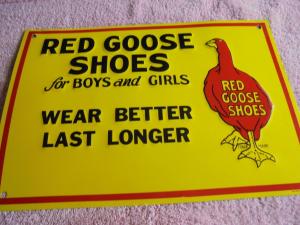 RED GOOSE
SHOES
for BOYS and GIRLS
WEAR BETTER
LAST LONGER
RED
GOOSE
SHOES